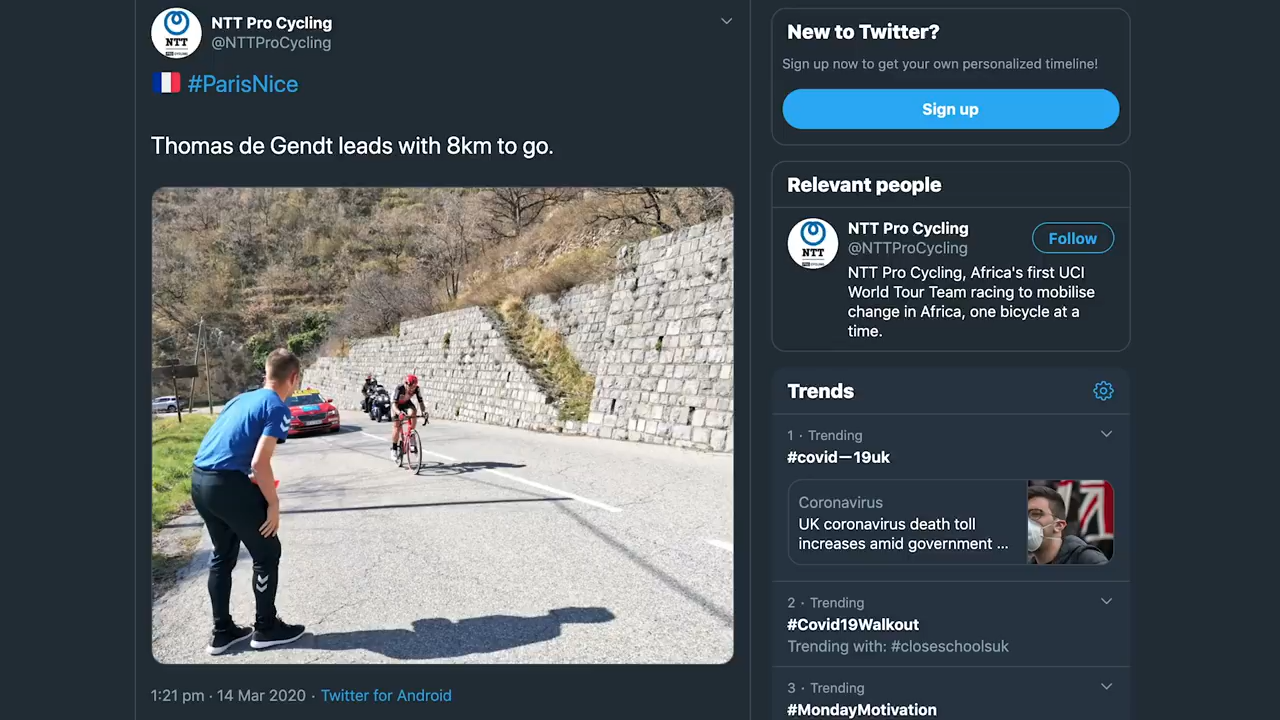 NTT Pro Cycling
@NTTProCycling
NTT
🇫🇷 #ParisNice
Thomas de Gendt leads with 8km to go.
1:21 pm · 14 Mar 2020 · Twitter for Android
New to Twitter?
Sign up now to get your own personalized timeline!
Sign up
Relevant people
NTT
NTT Pro Cycling
@NTTProCycling
Follow
NTT Pro Cycling, Africa's first UCI
World Tour Team racing to mobilise
change in Africa, one bicycle at a
time.
Trends
1 · Trending
#covid—19uk
Coronavirus
UK coronavirus death toll
increases amid government ...
2 · Trending
#Covid19Walkout
Trending with: #closeschoolsuk
3 · Trending
#MondayMotivation